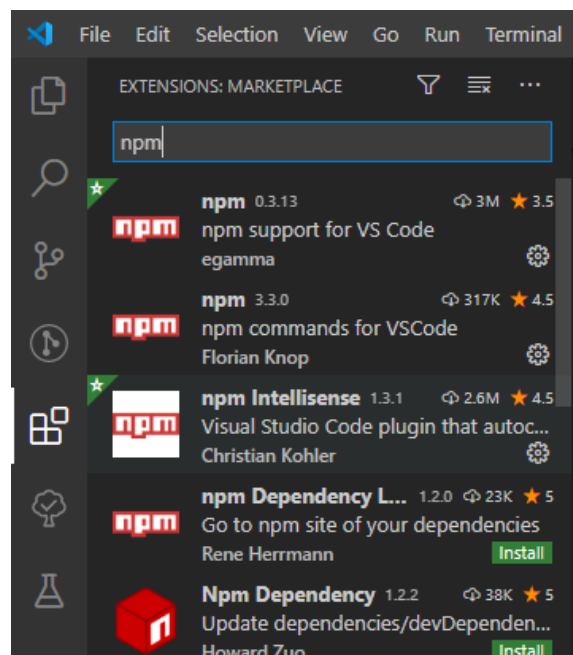 File Edit Selection View Go Run Terminal
EXTENSIONS: MARKETPLACE
npm
npm 0.3.13 3M 3.5
npm npm support for VS Code
egamma
npm 3.3.0 317K 4.5
npm npm commands for VSCode
Florian Knop
npm Intellisense 1.3.1 2.6M 4.5
npm Visual Studio Code plugin that autoc...
Christian Kohler
npm Dependency L... 1.2.0 23K 5
npm Go to npm site of your dependencies
Rene Herrmann Install
Npm Dependency 1.2.2 38K 5
n Update dependencies/devDependen...
Howard Zuo Install